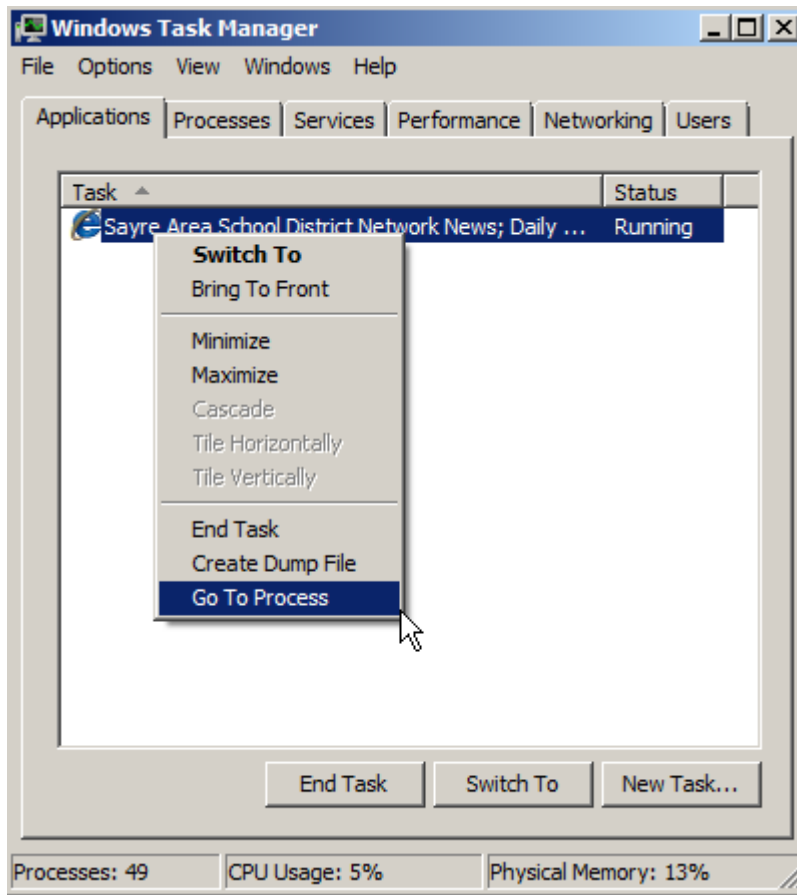 Windows Task Manager
File Options View Windows Help
Applications Processes Services Performance Networking Users
Task Status
Sayre Area School District Network News; Daily ... Running
Switch To
Bring To Front
Minimize
Maximize
Cascade
Tile Horizontally
Tile Vertically
End Task
Create Dump File
Go To Process
End Task Switch To New Task...
Processes: 49 CPU Usage: 5% Physical Memory: 13%